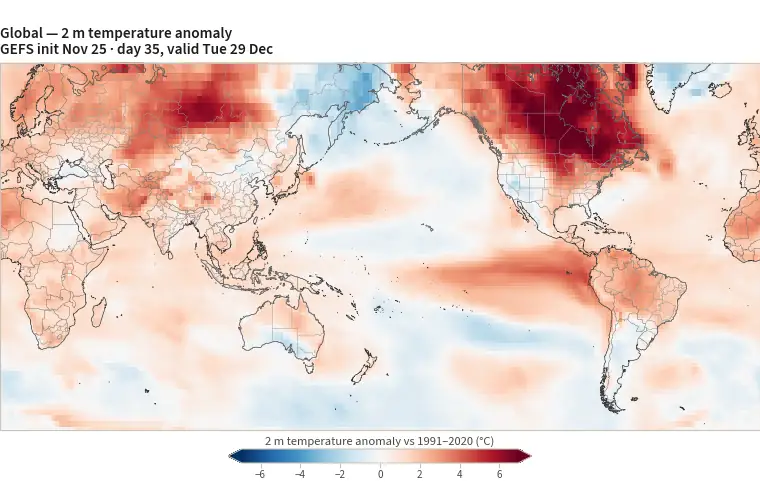 Global — 2 m temperature anomaly
GEFS init Nov 25 · day 35, valid Tue 29 Dec
2 m temperature anomaly vs 1991–2020 (°C)
−6 −4 −2 0 2 4 6